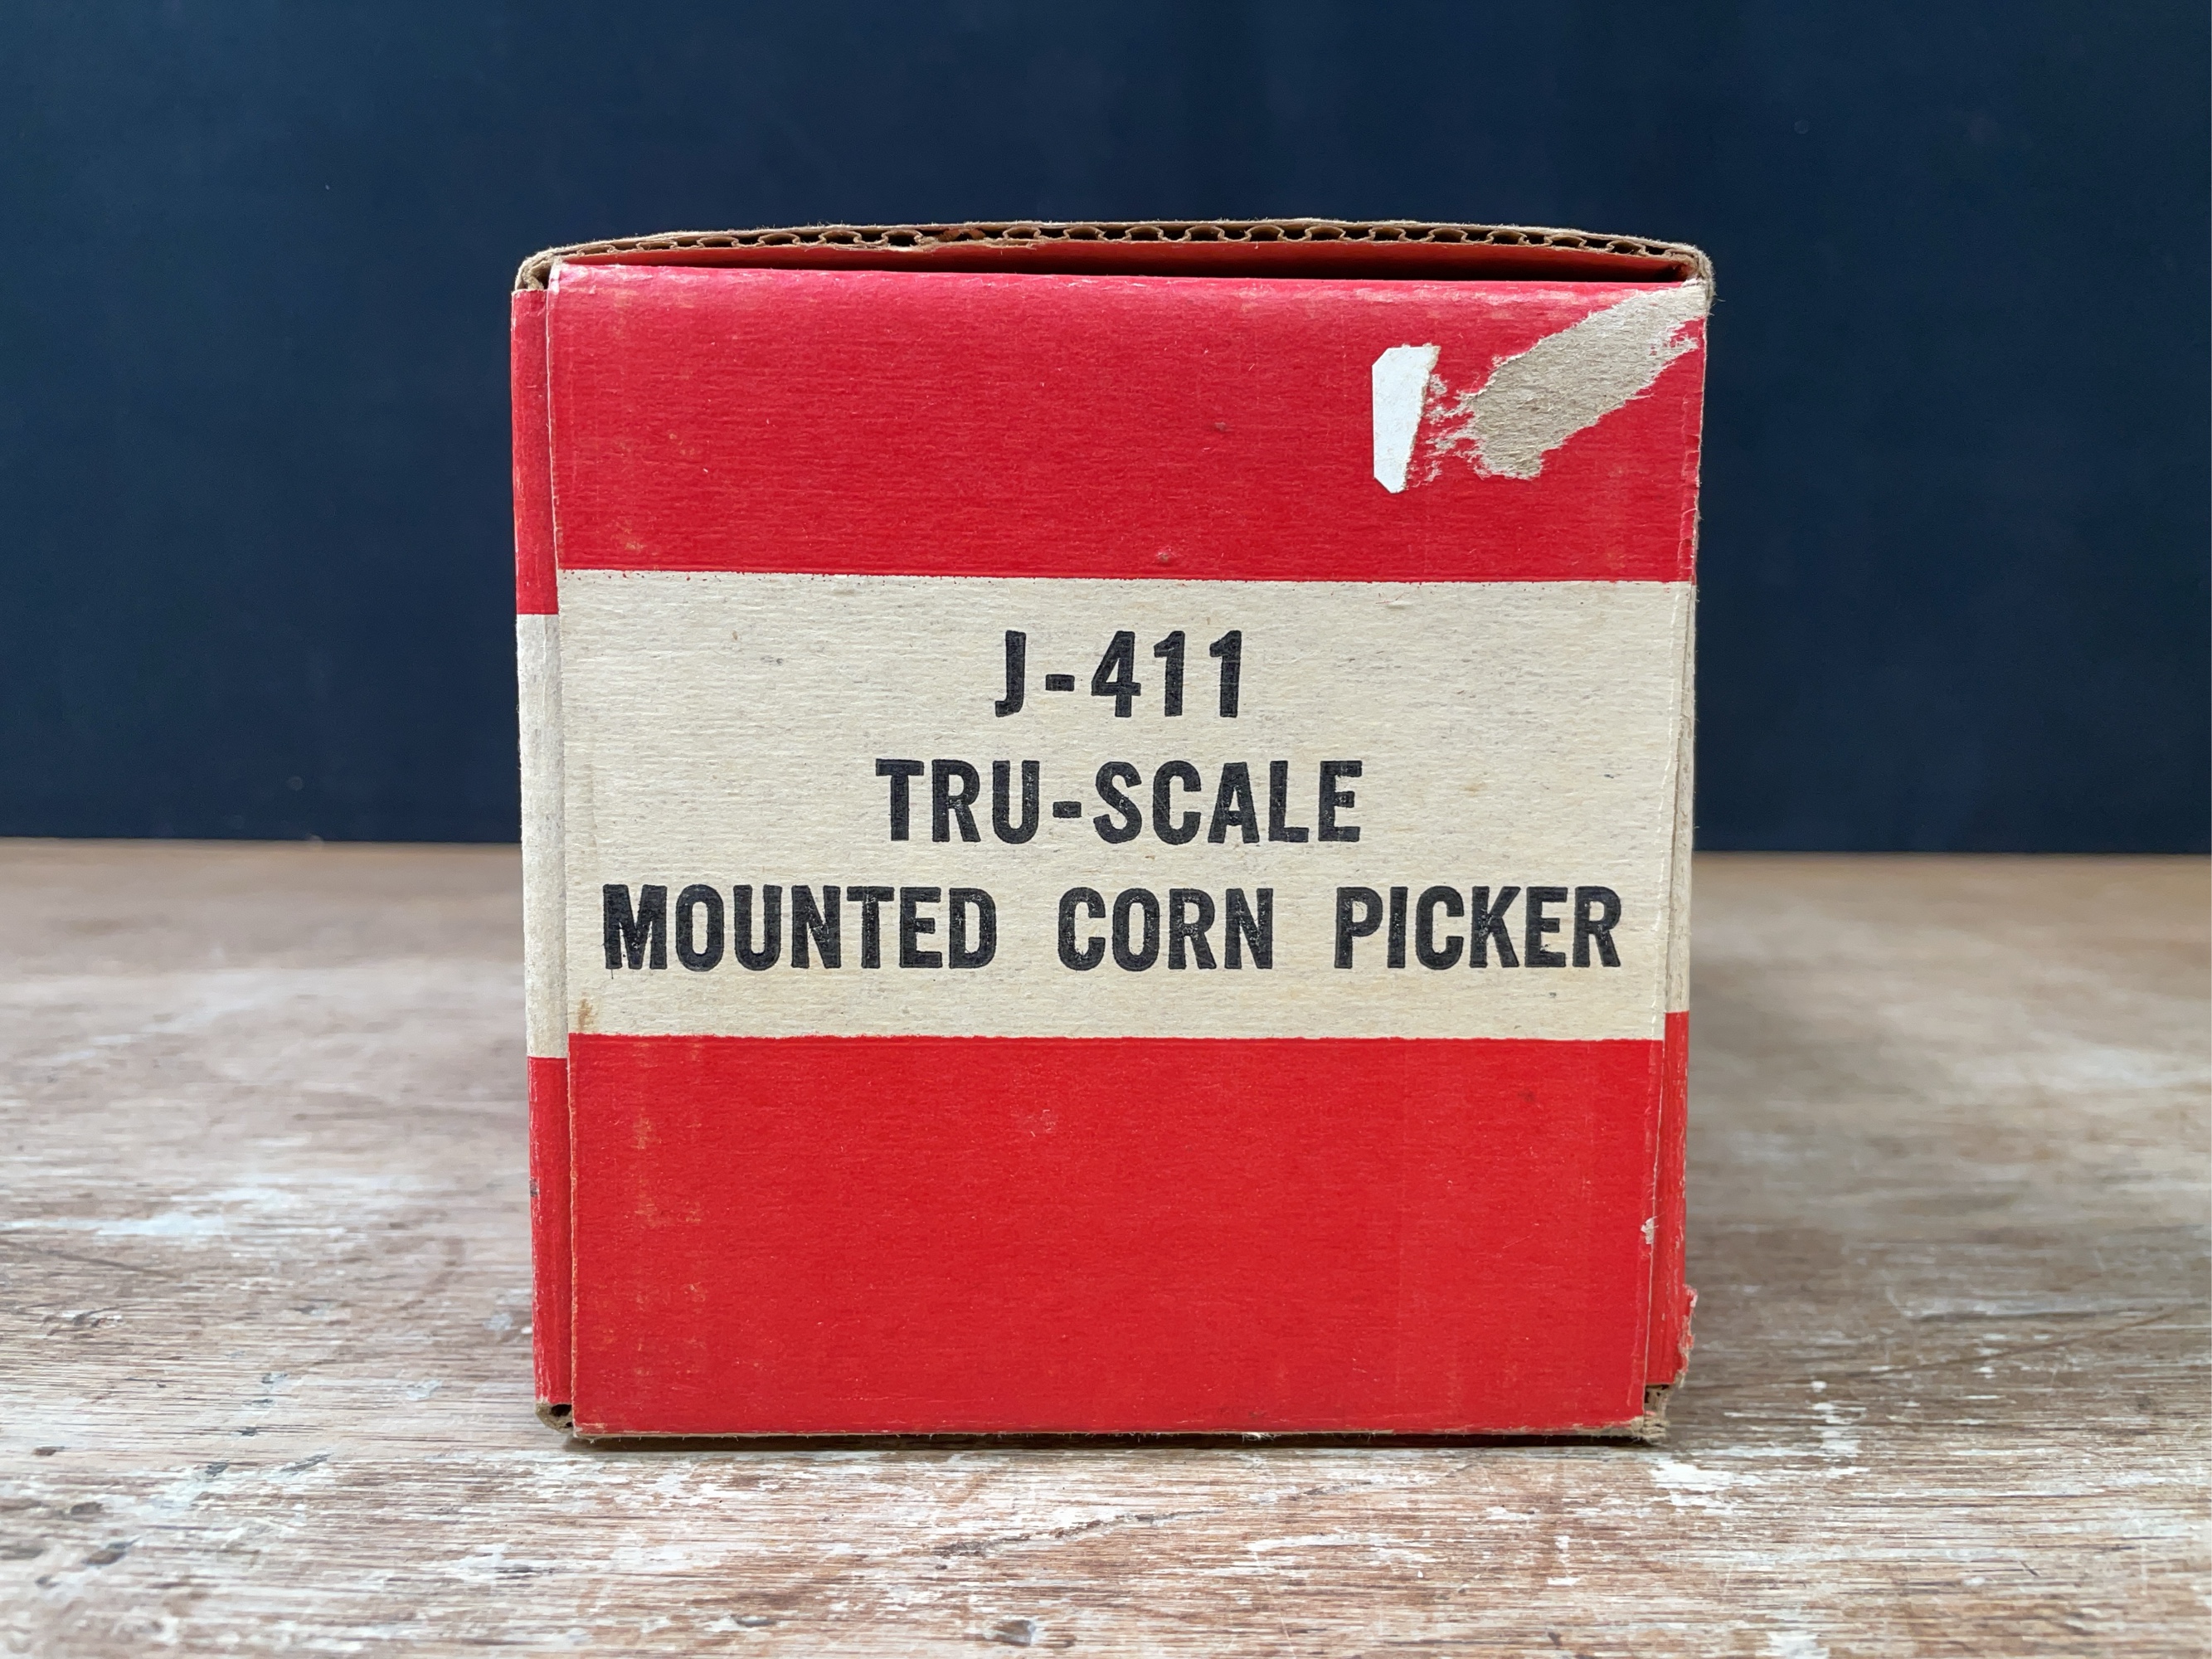 J-411
TRU-SCALE
MOUNTED CORN PICKER